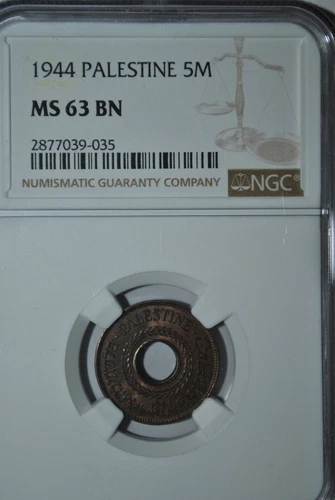 1944 PALESTINE 5M
MS 63 BN
2877039-035
NUMISMATIC GUARANTY COMPANY
NGC®
PALESTINE